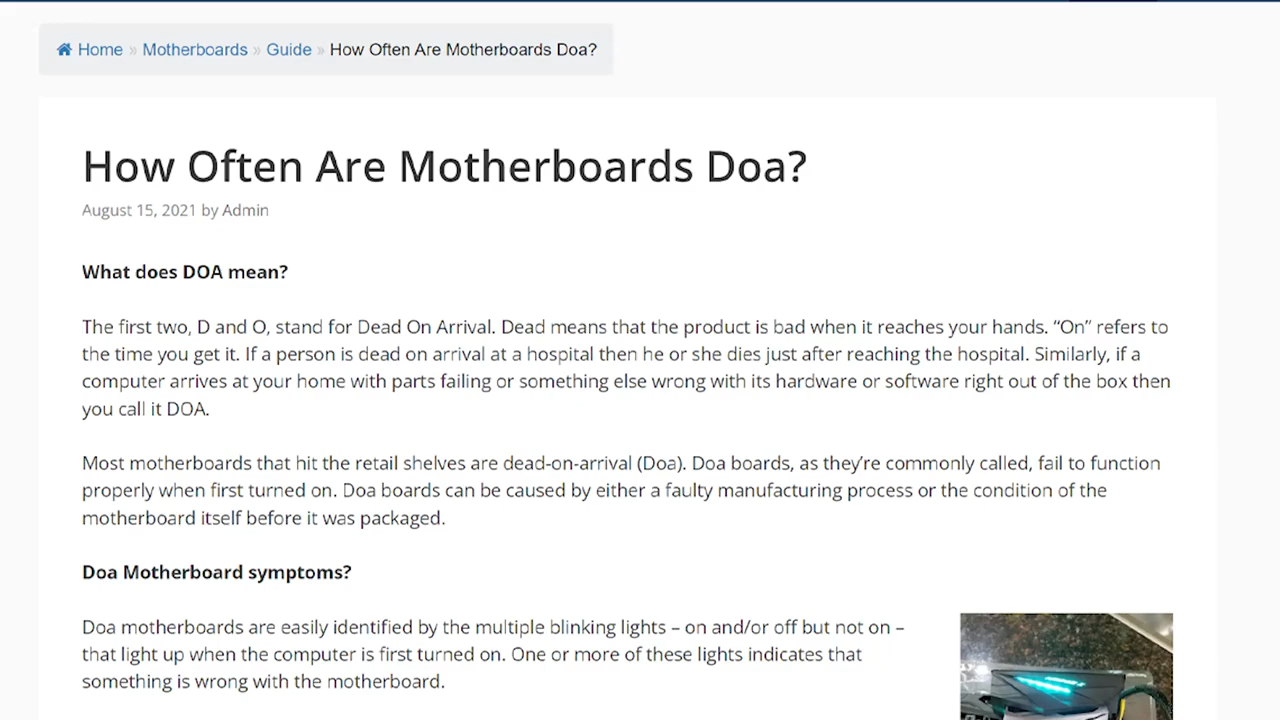 Home » Motherboards » Guide » How Often Are Motherboards Doa?
How Often Are Motherboards Doa?
August 15, 2021 by Admin
What does DOA mean?
The first two, D and O, stand for Dead On Arrival. Dead means that the product is bad when it reaches your hands. “On” refers to
the time you get it. If a person is dead on arrival at a hospital then he or she dies just after reaching the hospital. Similarly, if a
computer arrives at your home with parts failing or something else wrong with its hardware or software right out of the box then
you call it DOA.
Most motherboards that hit the retail shelves are dead-on-arrival (Doa). Doa boards, as they’re commonly called, fail to function
properly when first turned on. Doa boards can be caused by either a faulty manufacturing process or the condition of the
motherboard itself before it was packaged.
Doa Motherboard symptoms?
Doa motherboards are easily identified by the multiple blinking lights – on and/or off but not on –
that light up when the computer is first turned on. One or more of these lights indicates that
something is wrong with the motherboard.